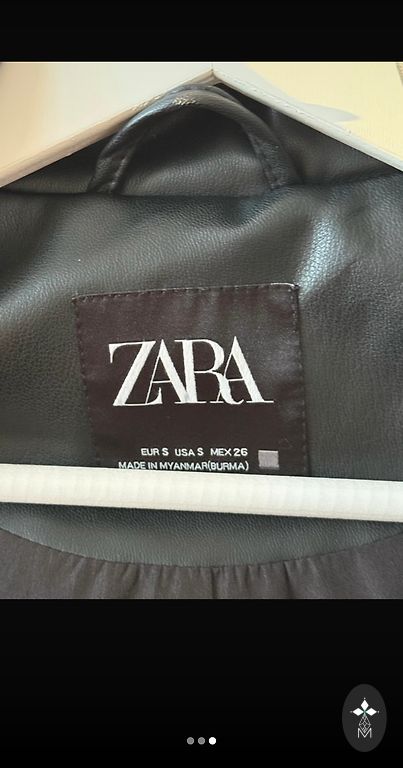 ZARA
EUR S USA S MEX 26
MADE IN MYANMAR(BURMA)